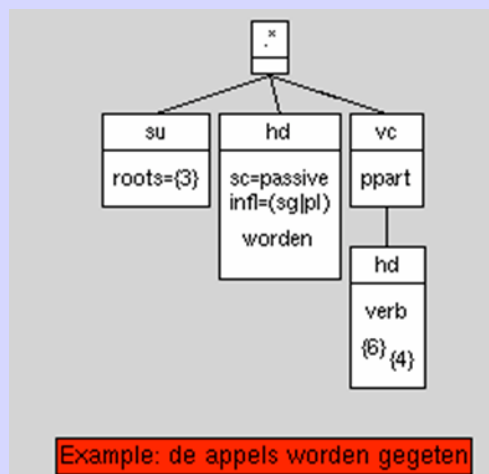 .*
su
hd
vc
roots={3}
sc=passive
infl=(sg|pl)
worden
ppart
hd
verb
{6} {4}
Example: de appels worden gegeten